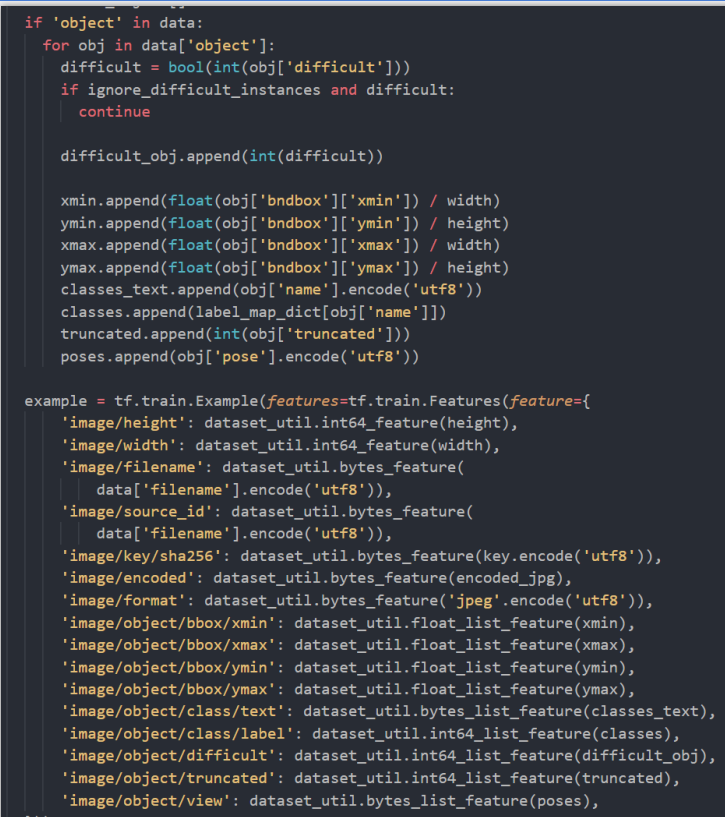 if 'object' in data:
  for obj in data['object']:
    difficult = bool(int(obj['difficult']))
    if ignore_difficult_instances and difficult:
      continue

    difficult_obj.append(int(difficult))

    xmin.append(float(obj['bndbox']['xmin']) / width)
    ymin.append(float(obj['bndbox']['ymin']) / height)
    xmax.append(float(obj['bndbox']['xmax']) / width)
    ymax.append(float(obj['bndbox']['ymax']) / height)
    classes_text.append(obj['name'].encode('utf8'))
    classes.append(label_map_dict[obj['name']])
    truncated.append(int(obj['truncated']))
    poses.append(obj['pose'].encode('utf8'))

example = tf.train.Example(features=tf.train.Features(feature={
    'image/height': dataset_util.int64_feature(height),
    'image/width': dataset_util.int64_feature(width),
    'image/filename': dataset_util.bytes_feature(
        data['filename'].encode('utf8')),
    'image/source_id': dataset_util.bytes_feature(
        data['filename'].encode('utf8')),
    'image/key/sha256': dataset_util.bytes_feature(key.encode('utf8')),
    'image/encoded': dataset_util.bytes_feature(encoded_jpg),
    'image/format': dataset_util.bytes_feature('jpeg'.encode('utf8')),
    'image/object/bbox/xmin': dataset_util.float_list_feature(xmin),
    'image/object/bbox/xmax': dataset_util.float_list_feature(xmax),
    'image/object/bbox/ymin': dataset_util.float_list_feature(ymin),
    'image/object/bbox/ymax': dataset_util.float_list_feature(ymax),
    'image/object/class/text': dataset_util.bytes_list_feature(classes_text),
    'image/object/class/label': dataset_util.int64_list_feature(classes),
    'image/object/difficult': dataset_util.int64_list_feature(difficult_obj),
    'image/object/truncated': dataset_util.int64_list_feature(truncated),
    'image/object/view': dataset_util.bytes_list_feature(poses),